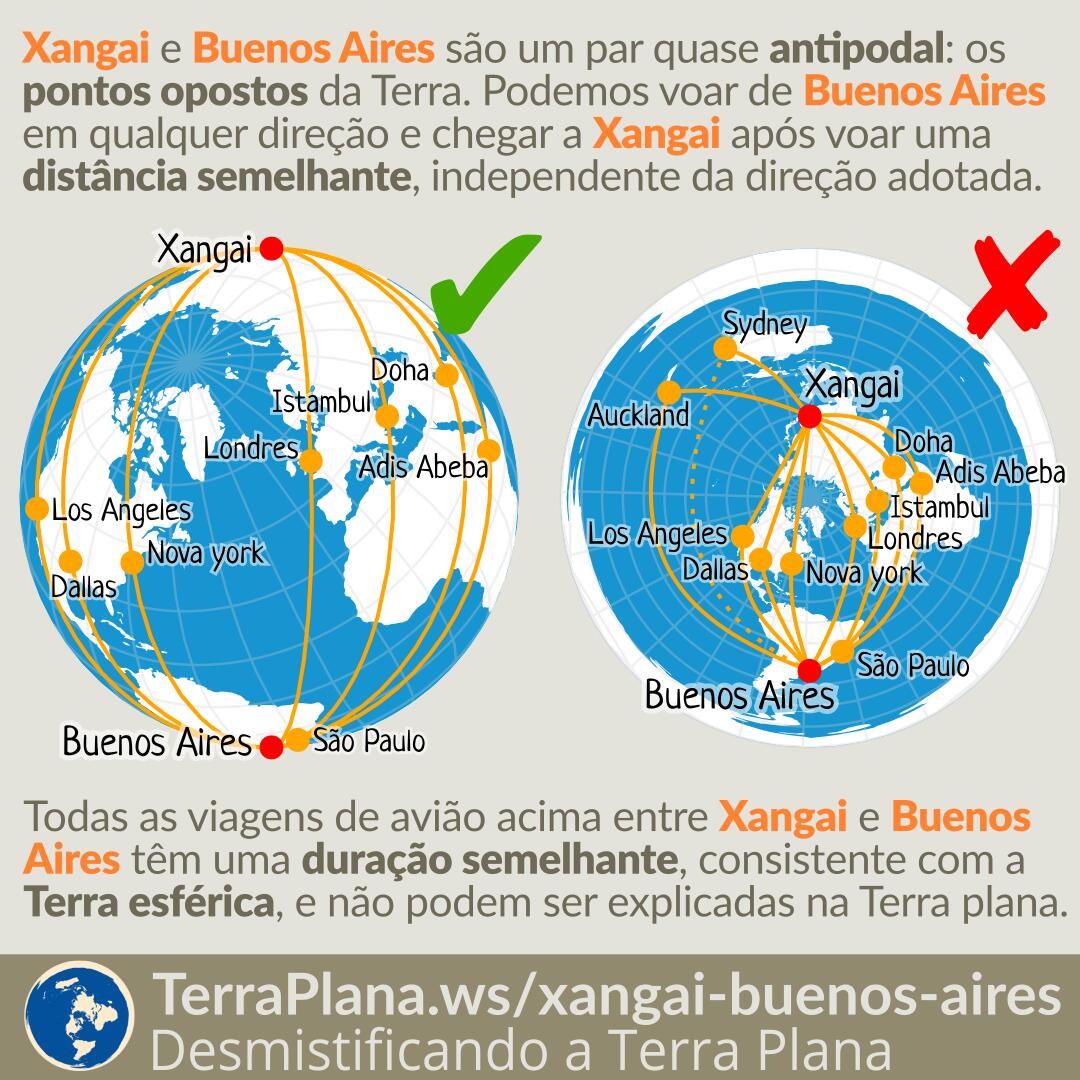 Xangai e Buenos Aires são um par quase antipodal: os
pontos opostos da Terra. Podemos voar de Buenos Aires
em qualquer direção e chegar a Xangai após voar uma
distância semelhante, independente da direção adotada.
Xangai
Doha
Istambul
Londres
Adis Abeba
Los Angeles
Nova york
Dallas
Buenos Aires
São Paulo
Sydney
Xangai
Auckland
Doha
Adis Abeba
Istambul
Los Angeles
Londres
Dallas
Nova york
São Paulo
Buenos Aires
Todas as viagens de avião acima entre Xangai e Buenos
Aires têm uma duração semelhante, consistente com a
Terra esférica, e não podem ser explicadas na Terra plana.
TerraPlana.ws/xangai-buenos-aires
Desmistificando a Terra Plana